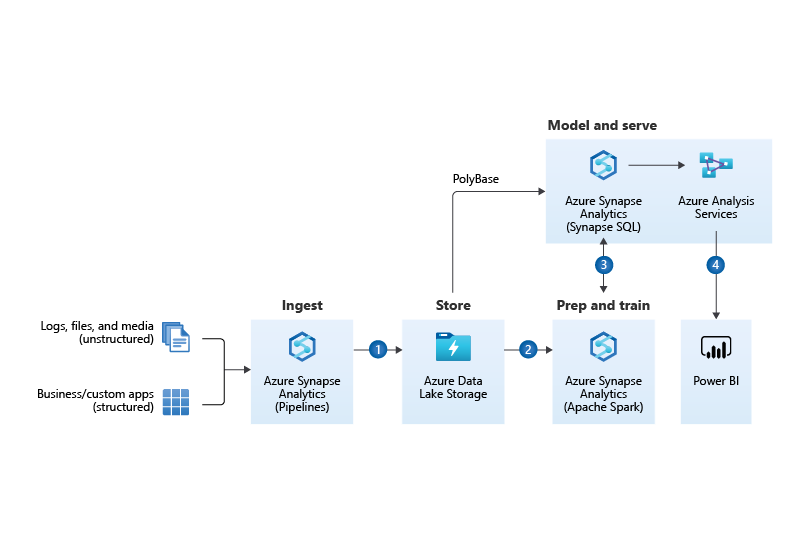 Model and serve
PolyBase
Azure Synapse
Analytics
(Synapse SQL)
Azure Analysis
Services
3
4
Ingest
Store
Prep and train
Logs, files, and media
(unstructured)
Business/custom apps
(structured)
1
2
Azure Synapse
Analytics
(Pipelines)
Azure Data
Lake Storage
Azure Synapse
Analytics
(Apache Spark)
Power BI